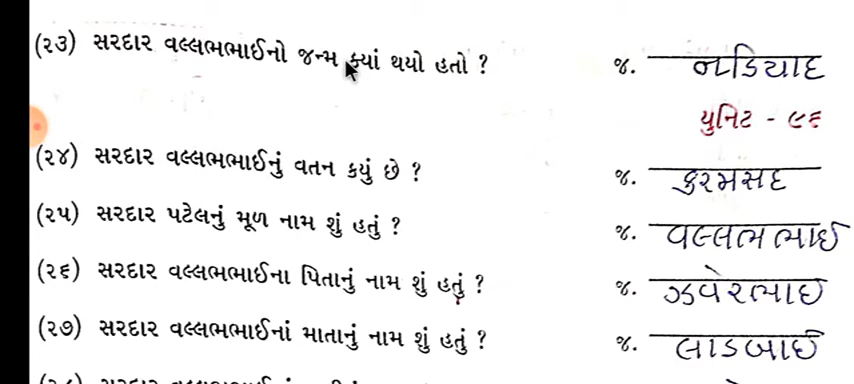 (૨૩) સરદાર વલ્લભભાઈનો જન્મ ક્યાં થયો હતો ? જ. નડિયાદ
યુનિટ - ૯૬
(૨૪) સરદાર વલ્લભભાઈનું વતન કયું છે ? જ. કરમસદ
(૨૫) સરદાર પટેલનું મૂળ નામ શું હતું ? જ. વલ્લભભાઈ
(૨૬) સરદાર વલ્લભભાઈના પિતાનું નામ શું હતું ? જ. ઝવેરભાઈ
(૨૭) સરદાર વલ્લભભાઈનાં માતાનું નામ શું હતું ? જ. લાડબાઈ